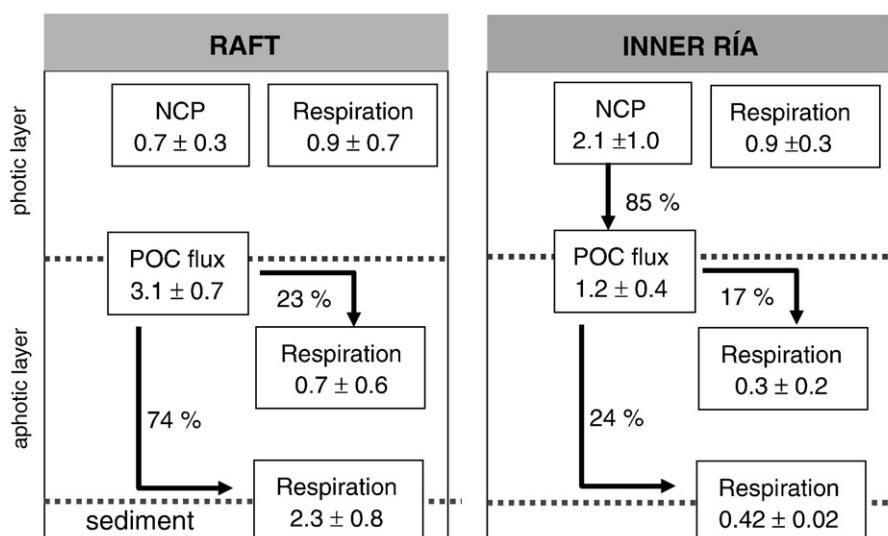 RAFT
INNER RÍA
photic layer
NCP
0.7 ± 0.3
Respiration
0.9 ± 0.7
NCP
2.1 ±1.0
Respiration
0.9 ±0.3
85 %
POC flux
3.1 ± 0.7
23 %
POC flux
1.2 ± 0.4
17 %
aphotic layer
Respiration
0.7 ± 0.6
Respiration
0.3 ± 0.2
74 %
24 %
Respiration
2.3 ± 0.8
Respiration
0.42 ± 0.02
sediment